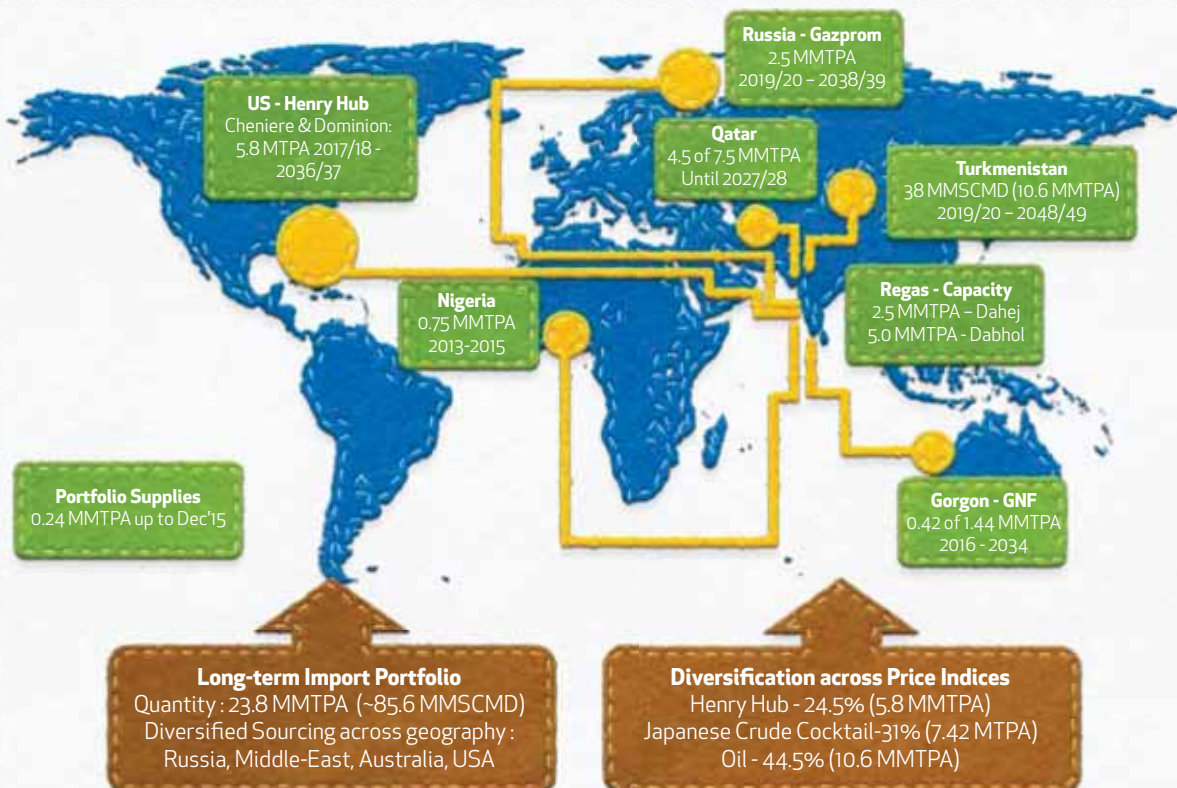 Russia - Gazprom
2.5 MMTPA
2019/20 – 2038/39
US - Henry Hub
Cheniere & Dominion:
5.8 MTPA 2017/18 -
2036/37
Qatar
4.5 of 7.5 MMTPA
Until 2027/28
Turkmenistan
38 MMSCMD (10.6 MMTPA)
2019/20 – 2048/49
Nigeria
0.75 MMTPA
2013-2015
Regas - Capacity
2.5 MMTPA – Dahej
5.0 MMTPA - Dabhol
Portfolio Supplies
0.24 MMTPA up to Dec'15
Gorgon - GNF
0.42 of 1.44 MMTPA
2016 - 2034
Long-term Import Portfolio
Quantity : 23.8 MMTPA (~85.6 MMSCMD)
Diversified Sourcing across geography :
Russia, Middle-East, Australia, USA
Diversification across Price Indices
Henry Hub - 24.5% (5.8 MMTPA)
Japanese Crude Cocktail-31% (7.42 MTPA)
Oil - 44.5% (10.6 MMTPA)